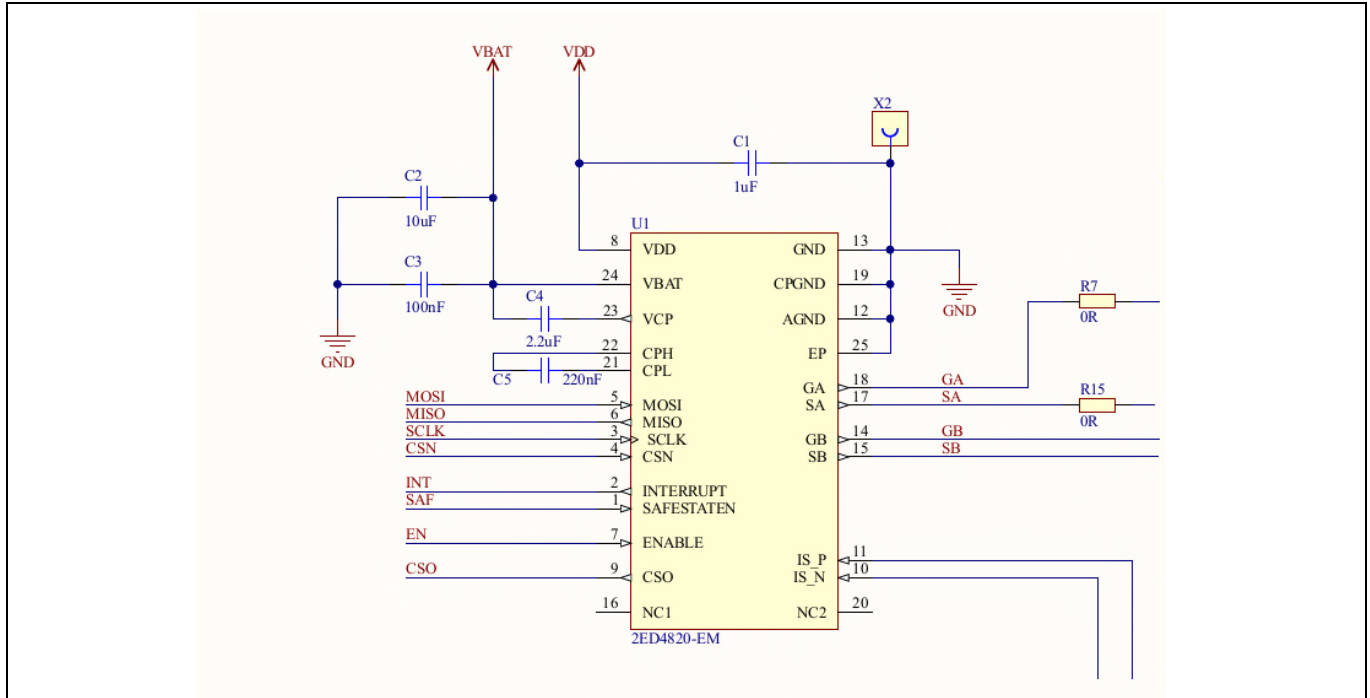 VBAT VDD
X2
C1
1uF
C2
10uF
U1
8 VDD GND 13
C3
100nF
24 VBAT CPGND 19
GND
R7
0R
C4
2.2uF
23 VCP AGND 12
GND
22 CPH EP 25
C5 220nF
21 CPL
GA 18 GA
R15
0R
MOSI 5 MOSI SA 17 SA
MISO 6 MISO
SCLK 3 SCLK GB 14 GB
CSN 4 CSN SB 15 SB
INT 2 INTERRUPT
SAF 1 SAFESTATEN
EN 7 ENABLE
IS_P 11
CSO 9 CSO IS_N 10
16 NC1 NC2 20
2ED4820-EM